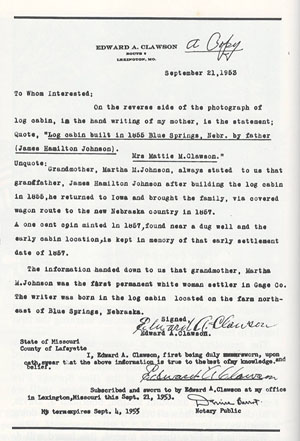 a Copy
EDWARD A. CLAWSON
ROUTE
LEXINGTON, MO.
September 21,1953
To Whom Interested;
On the reverse side of the photograph of
log cabin, in the hand writing of my mother, is the statement;
Quote, "Log cabin built in 1855 Blue Springs, Nebr. by father
(James Hamilton Johnson).
Mrs Mattie M.Clawson."
Unquote:
Grandmother, Martha M.Johnson, always stated to us that
grandfather, James Hamilton Johnson after building the log cabin
in 1855,he returned to Iowa and brought the family, via covered
wagon route to the new Nebraska country in 1857.
A one cent opin minted in 1857,found near a dug well and the
early cabin location,is kept in memory of that early settlement
date of 1857.
The information handed down to us that grandmother, Martha
M.Johnson was the first permanent white woman settler in Gage Co.
The writer was born in the log cabin located on the farm north-
east of Blue Springs, Nebraska.
Signed
Edward A. Clawson
Edward A.Clawson.
State of Missouri
County of Lafayette
I, Edward A. Clawson, first being duly sworn, upon
oath swear that the above information is true to the best of my knowledge and
belief.
Edward A. Clawson
Subscribed and sworn to by Edward A.Clawson at my office
in Lexington,Missouri this Sept. 21, 1953.
My term expires Sept. 4, 1955
Notary Public